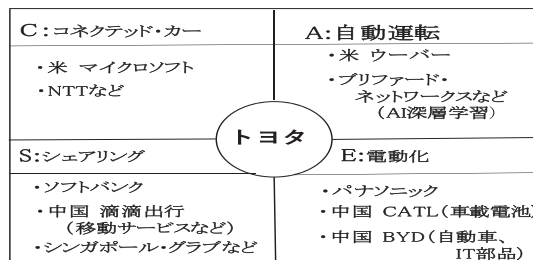 C:コネクテッド・カー
・米 マイクロソフト
・NTTなど
A:自動運転
・米 ウーバー
・プリファード・
ネットワークスなど
(AI深層学習)
トヨタ
S:シェアリング
・ソフトバンク
・中国 滴滴出行
(移動サービスなど)
・シンガポール・グラブなど
E:電動化
・パナソニック
・中国 CATL(車載電池)
・中国 BYD(自動車、
IT部品)